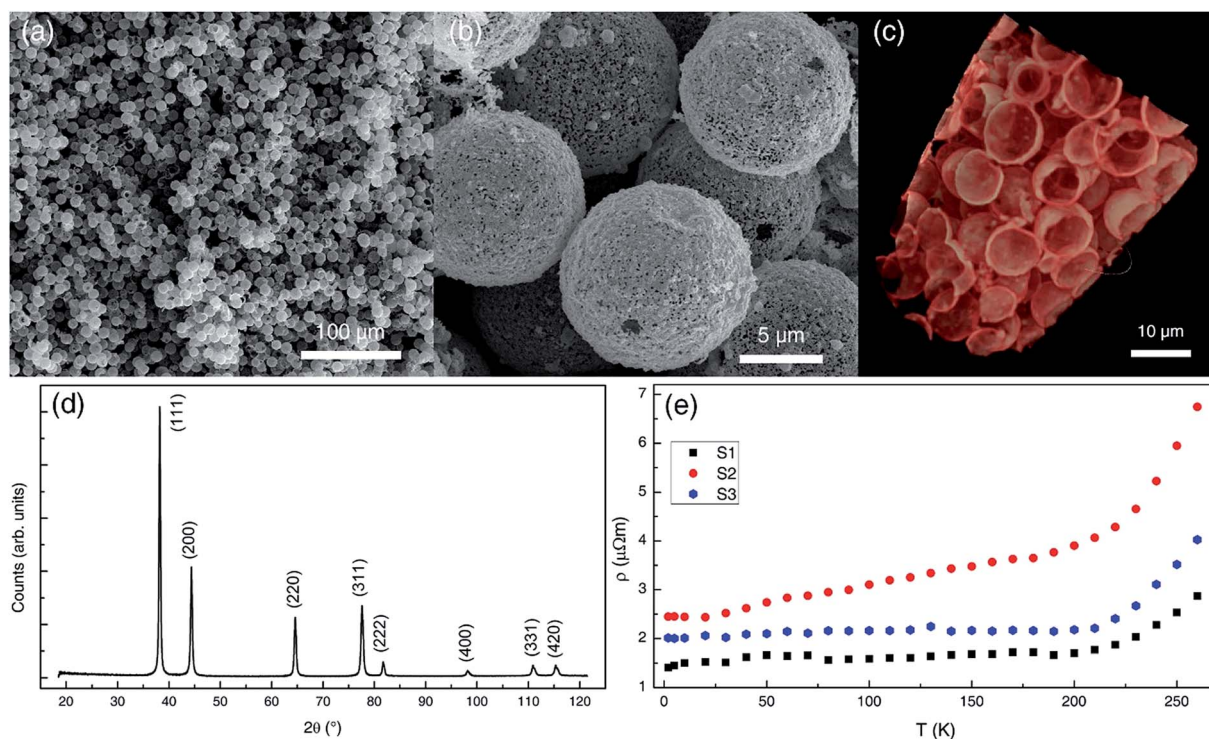 (a)
100 µm
(b)
5 µm
(c)
10 µm
(d)
Counts (arb. units)
(111)
(200)
(220)
(311)
(222)
(400)
(331)
(420)
20 30 40 50 60 70 80 90 100 110 120
2θ (°)
(e)
S1
S2
S3
ρ (µΩm)
7
6
5
4
3
2
1
0 50 100 150 200 250
T (K)